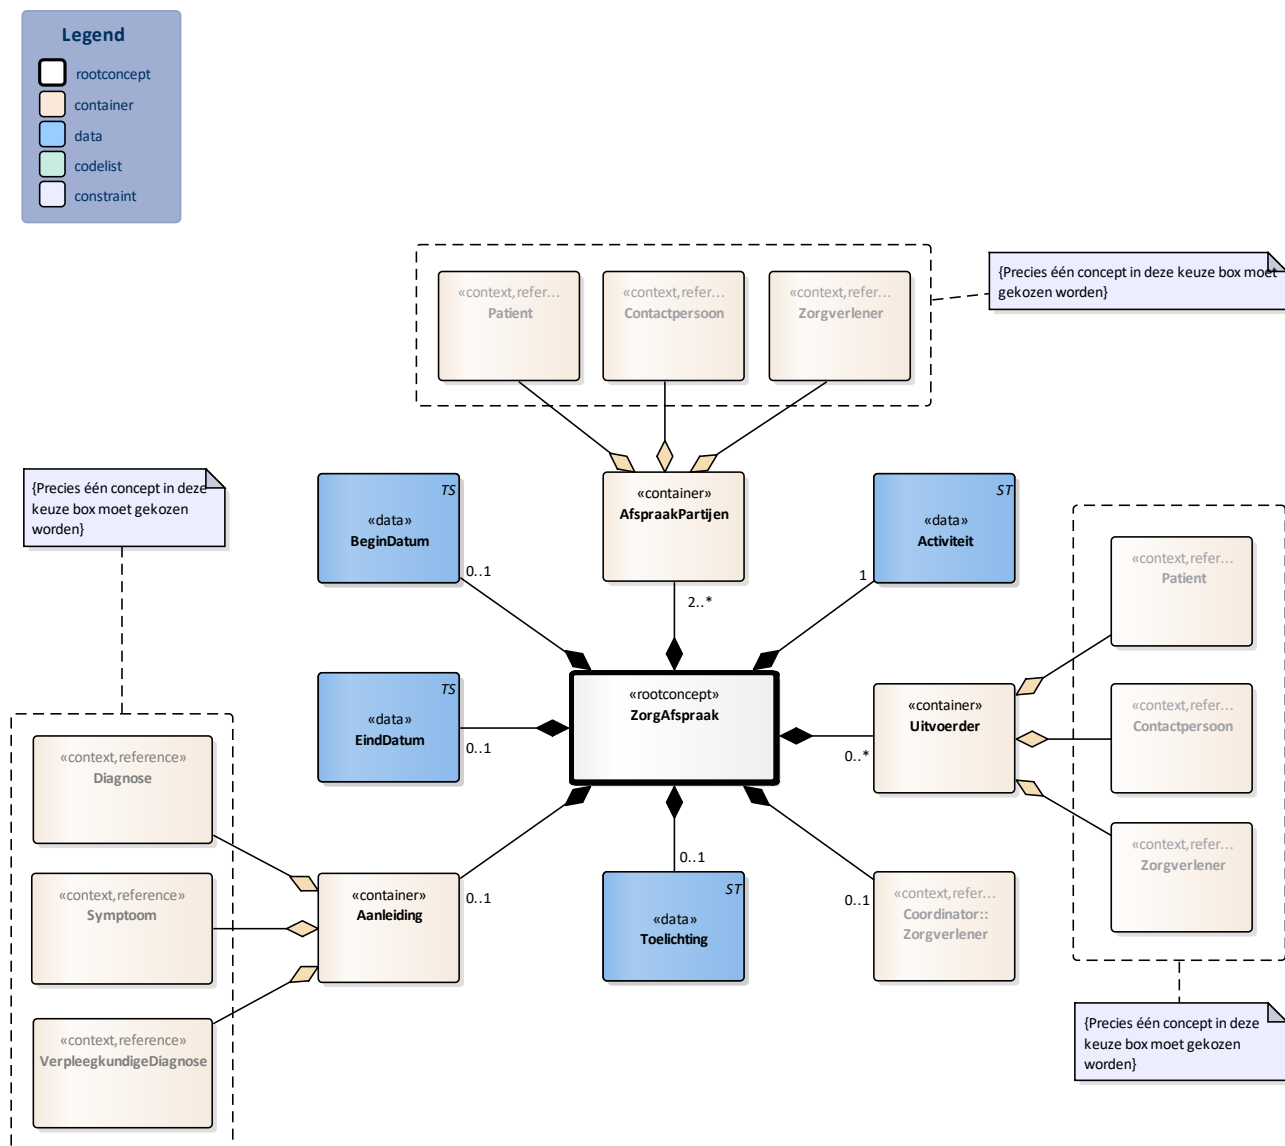 Legend
rootconcept
container
data
codelist
constraint
{Precies één concept in deze keuze box moet
gekozen worden}
«context,refer...
Patient
«context,refer...
Contactpersoon
«context,refer...
Zorgverlener
{Precies één concept in deze
keuze box moet gekozen
worden}
TS
«data»
BeginDatum
0..1
«container»
AfspraakPartijen
2..*
ST
«data»
Activiteit
1
«context,refer...
Patient
TS
«data»
EindDatum
0..1
«rootconcept»
ZorgAfspraak
«container»
Uitvoerder
0..*
«context,refer...
Contactpersoon
«context,refer...
Zorgverlener
«context,reference»
Diagnose
«context,reference»
Symptoom
«context,reference»
VerpleegkundigeDiagnose
«container»
Aanleiding
0..1
0..1
ST
«data»
Toelichting
0..1
«context,refer...
Coordinator::
Zorgverlener
{Precies één concept in deze
keuze box moet gekozen
worden}